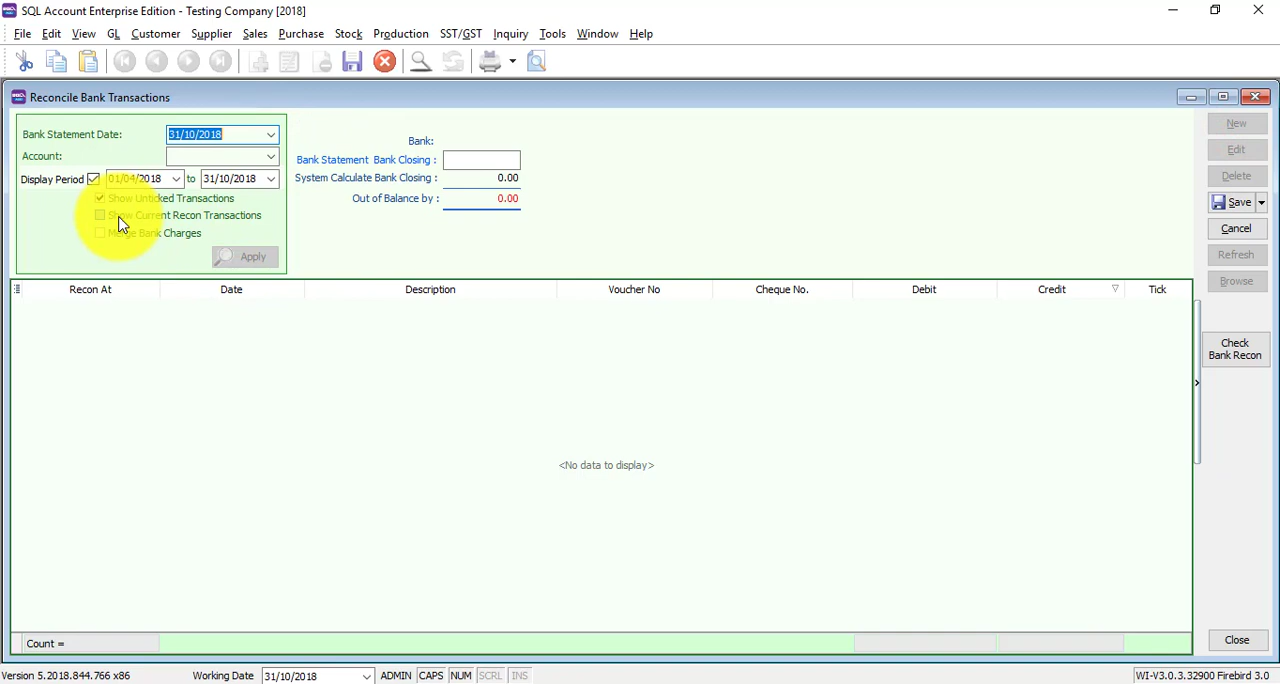 SQL Account Enterprise Edition - Testing Company [2018]
File Edit View GL Customer Supplier Sales Purchase Stock Production SST/GST Inquiry Tools Window Help
Reconcile Bank Transactions
Bank Statement Date: 31/10/2018
Account:
Display Period 01/04/2018 to 31/10/2018
Show Unticked Transactions
Show Current Recon Transactions
Merge Bank Charges
Apply
Bank:
Bank Statement Bank Closing :
System Calculate Bank Closing : 0.00
Out of Balance by : 0.00
New
Edit
Delete
Save
Cancel
Refresh
Browse
Check
Bank Recon
Recon At Date Description Voucher No Cheque No. Debit Credit Tick
<No data to display>
Count =
Close
Version 5.2018.844.766 x86 Working Date 31/10/2018 ADMIN CAPS NUM SCRL INS WI-V3.0.3.32900 Firebird 3.0